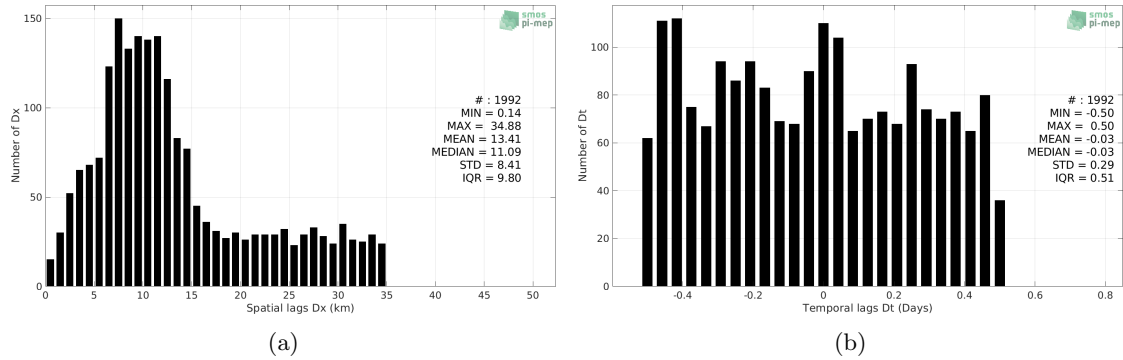 smos
pi-mep
Number of Dx
150
100
50
0
# : 1992
MIN = 0.14
MAX = 34.88
MEAN = 13.41
MEDIAN = 11.09
STD = 8.41
IQR = 9.80
0 5 10 15 20 25 30 35 40 45 50
Spatial lags Dx (km)
(a)
smos
pi-mep
Number of Dt
100
80
60
40
20
0
# : 1992
MIN = -0.50
MAX = 0.50
MEAN = -0.03
MEDIAN = -0.03
STD = 0.29
IQR = 0.51
-0.4 -0.2 0 0.2 0.4 0.6 0.8
Temporal lags Dt (Days)
(b)